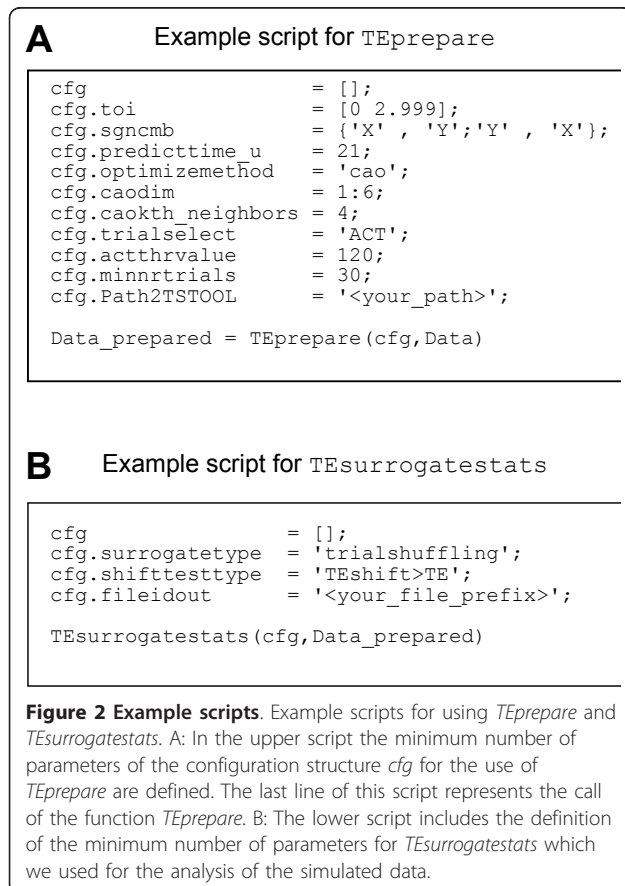 A Example script for TEprepare
cfg = [];
cfg.toi = [0 2.999];
cfg.sgncmb = {'X' , 'Y';'Y' , 'X'};
cfg.predicttime_u = 21;
cfg.optimizemethod = 'cao';
cfg.caodim = 1:6;
cfg.caokth_neighbors = 4;
cfg.trialselect = 'ACT';
cfg.actthrvalue = 120;
cfg.minnrtrials = 30;
cfg.Path2TSTOOL = '<your_path>';
Data_prepared = TEprepare(cfg,Data)
B Example script for TEsurrogatestats
cfg = [];
cfg.surrogatetype = 'trialshuffling';
cfg.shifttesttype = 'TEshift>TE';
cfg.fileidout = '<your_file_prefix>';
TEsurrogatestats(cfg,Data_prepared)
Figure 2 Example scripts. Example scripts for using TEprepare and
TEsurrogatestats. A: In the upper script the minimum number of
parameters of the configuration structure cfg for the use of
TEprepare are defined. The last line of this script represents the call
of the function TEprepare. B: The lower script includes the definition
of the minimum number of parameters for TEsurrogatestats which
we used for the analysis of the simulated data.